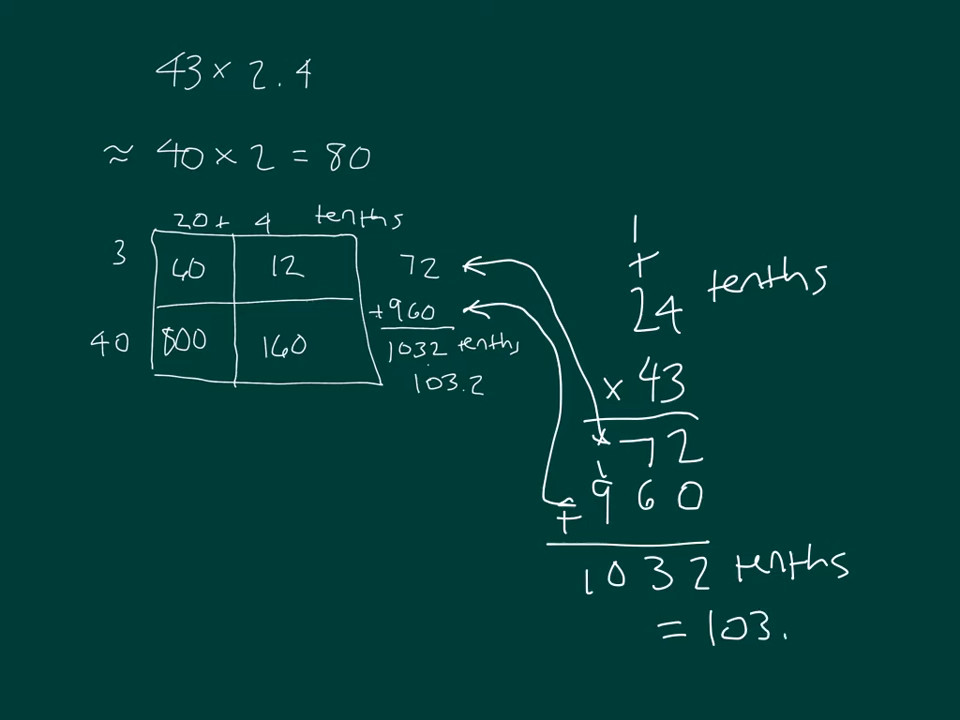 43 × 2.4
≈ 40 × 2 = 80
20 + 4 tenths
3 60 12 72
40 800 160 +960
1032 tenths
103.2
1
+
24 tenths
× 43
72
1
+ 960
1032 tenths
= 103.